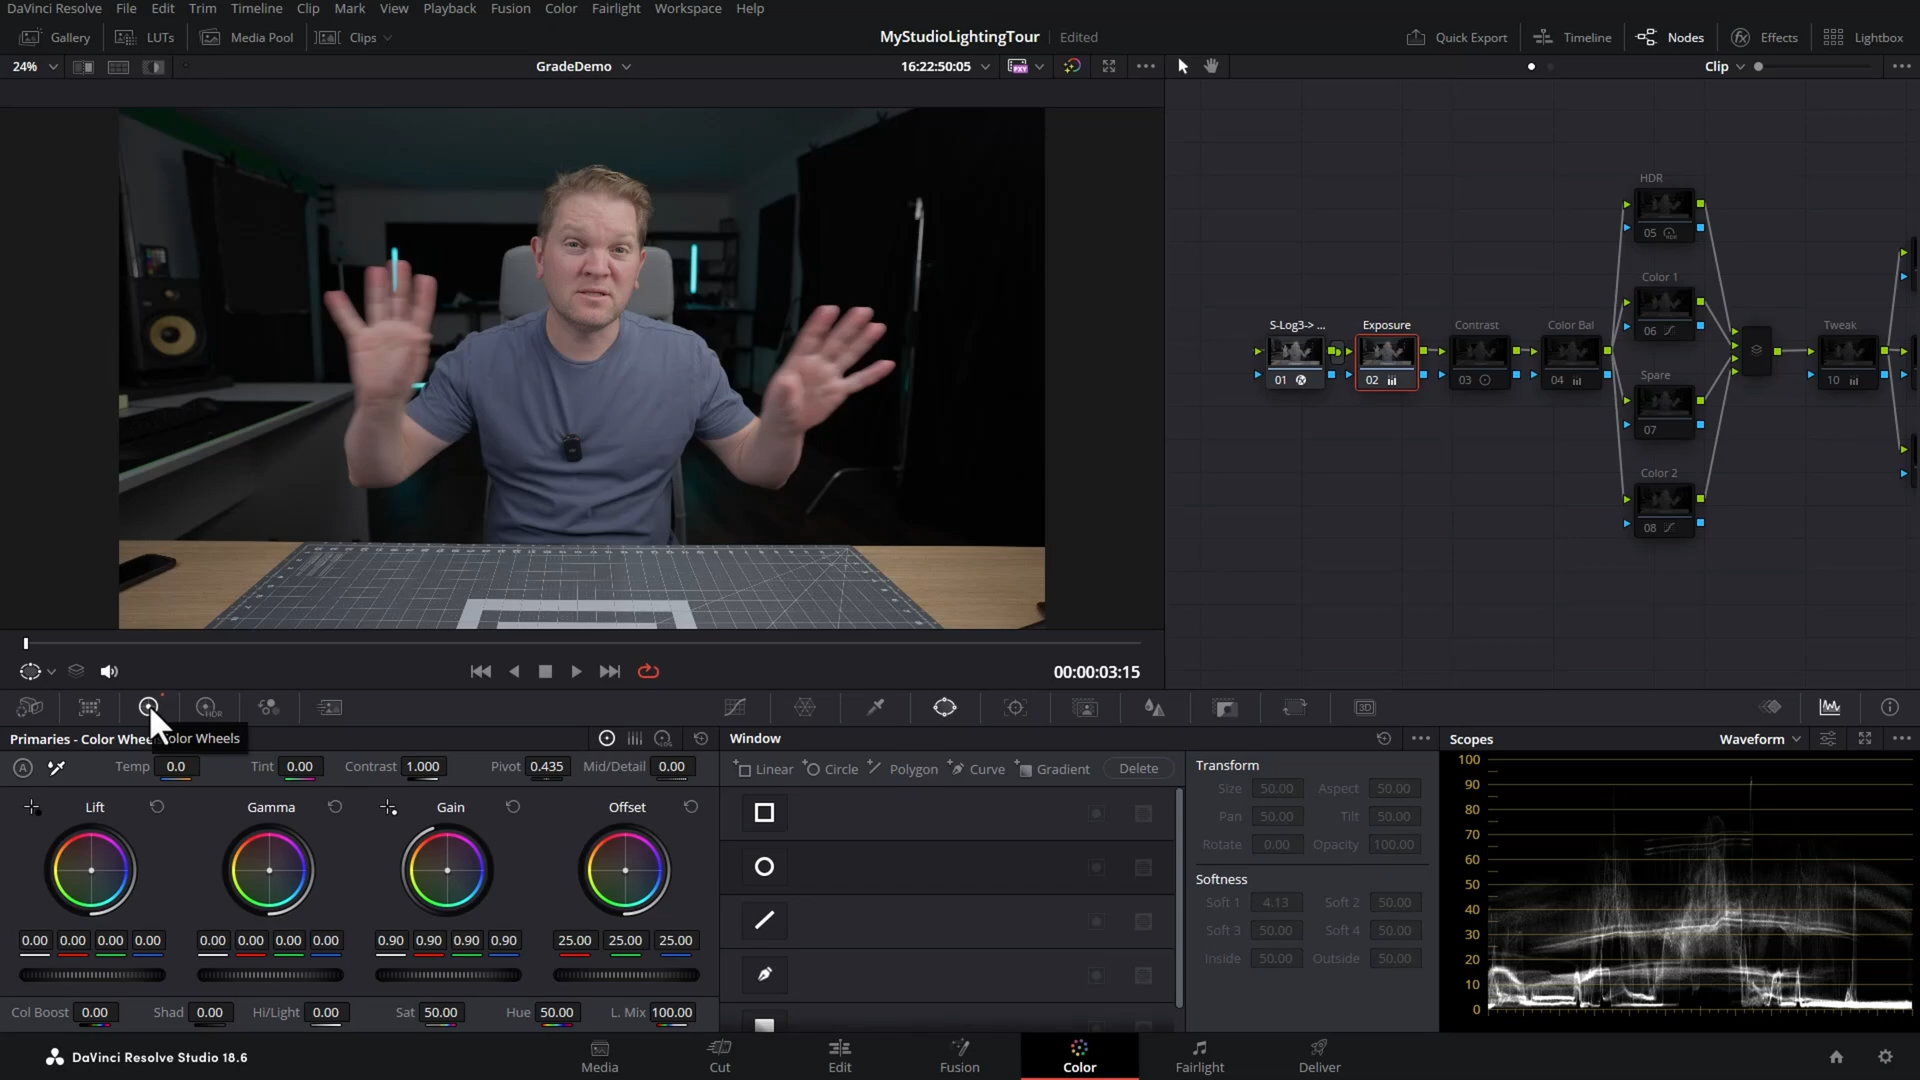 DaVinci Resolve File Edit Trim Timeline Clip Mark View Playback Fusion Color Fairlight Workspace Help
Gallery LUTs Media Pool Clips MyStudioLightingTour Edited Quick Export Timeline Nodes Effects Lightbox
24% GradeDemo 16:22:50:05 PXY Clip
HDR
05 HDR
Color 1
06
S-Log3-> ... Exposure Contrast Color Bal Tweak
01 02 03 04 10
Spare
07
Color 2
08
00:00:03:15
HDR 3D
Primaries - Color Whee
olor Wheels
LOG
Window
Scopes Waveform
A Temp 0.0 Tint 0.00 Contrast 1.000 Pivot 0.435 Mid/Detail 0.00
Linear Circle Polygon Curve Gradient Delete
Lift Gamma Gain Offset
0.00 0.00 0.00 0.00 0.00 0.00 0.00 0.00 0.90 0.90 0.90 0.90 25.00 25.00 25.00
Col Boost 0.00 Shad 0.00 Hi/Light 0.00 Sat 50.00 Hue 50.00 L. Mix 100.00
Transform
Size 50.00 Aspect 50.00
Pan 50.00 Tilt 50.00
Rotate 0.00 Opacity 100.00
Softness
Soft 1 4.13 Soft 2 50.00
Soft 3 50.00 Soft 4 50.00
Inside 50.00 Outside 50.00
100
90
80
70
60
50
40
30
20
10
0
DaVinci Resolve Studio 18.6
Media Cut Edit Fusion Color Fairlight Deliver